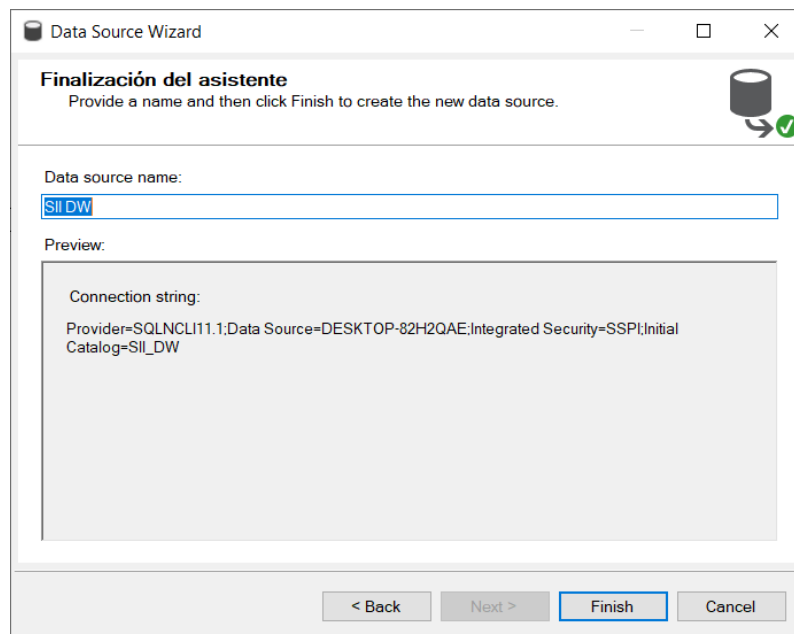 Data Source Wizard
Finalización del asistente
Provide a name and then click Finish to create the new data source.
Data source name:
SII DW
Preview:
Connection string:
Provider=SQLNCLI11.1;Data Source=DESKTOP-82H2QAE;Integrated Security=SSPI;Initial
Catalog=SII_DW
< Back Next > Finish Cancel